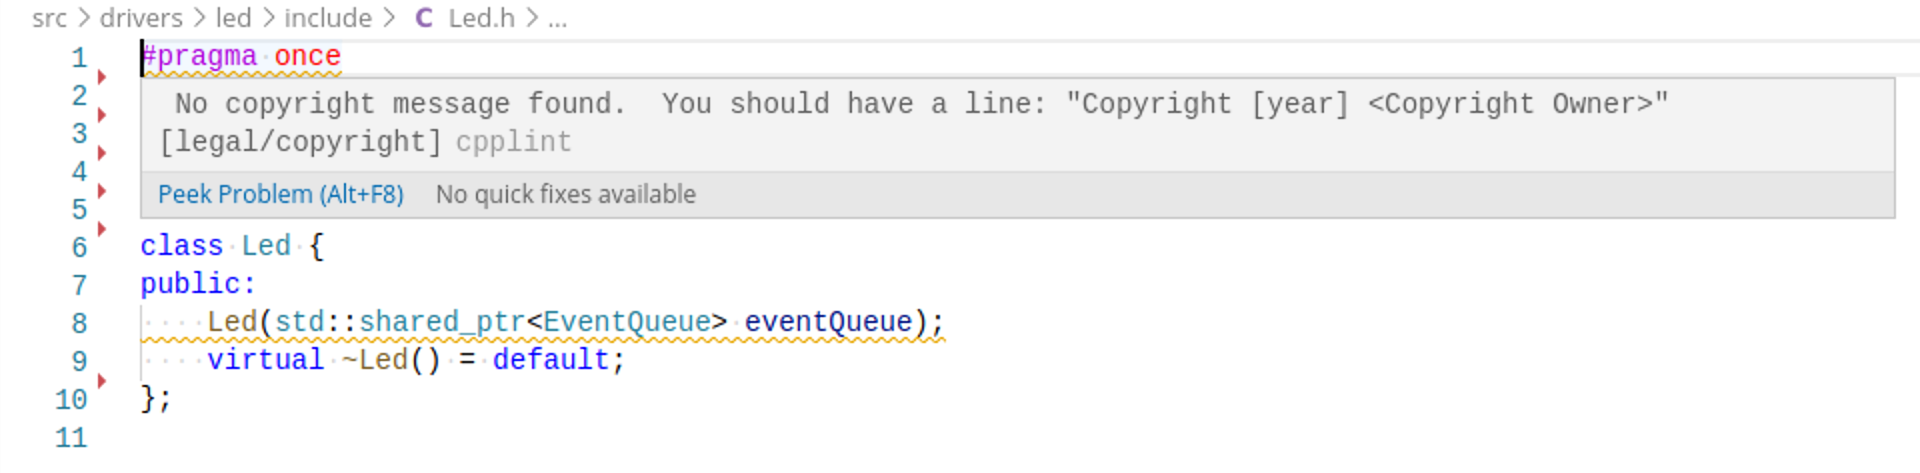 src > drivers > led > include > C Led.h > ...
1 #pragma once
2 No copyright message found. You should have a line: "Copyright [year] <Copyright Owner>"
3 [legal/copyright] cpplint
4
5 Peek Problem (Alt+F8) No quick fixes available
6 class Led {
7 public:
8 Led(std::shared_ptr<EventQueue> eventQueue);
9 virtual ~Led() = default;
10 };
11